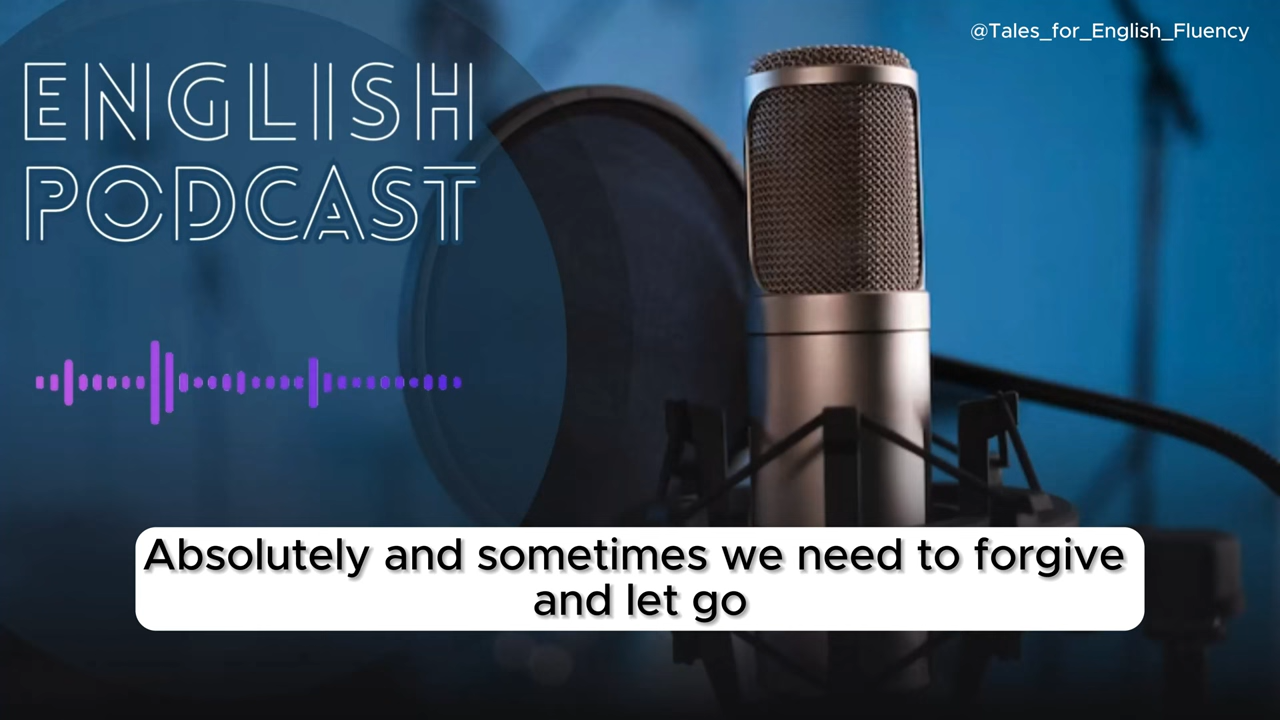 @Tales_for_English_Fluency
ENGLISH
PODCAST
Absolutely and sometimes we need to forgive
and let go